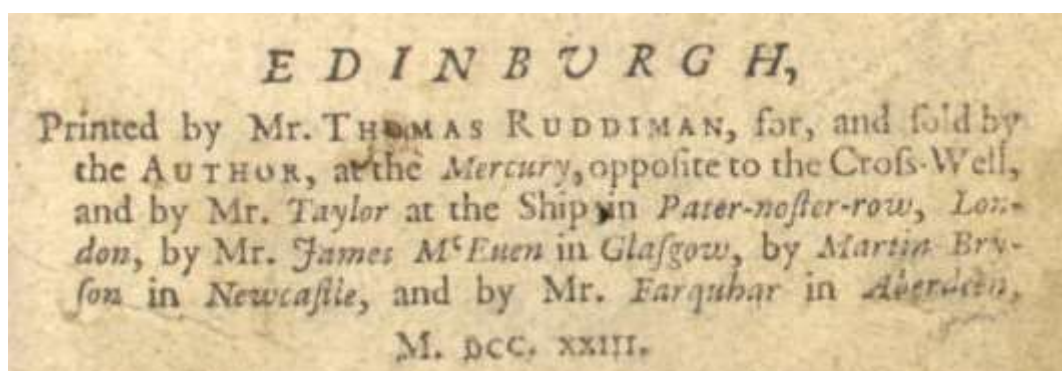 EDINBURGH,
Printed by Mr. THOMAS RUDDIMAN, for, and ſold by
the AUTHOR, at the Mercury, oppoſite to the Croſs-Well,
and by Mr. Taylor at the Ship in Pater-noſter-row, Lon-
don, by Mr. James McEuen in Glaſgow, by Martin Bry-
ſon in Newcaſtle, and by Mr. Farquhar in Aberdeen,
M. DCC. XXIII.